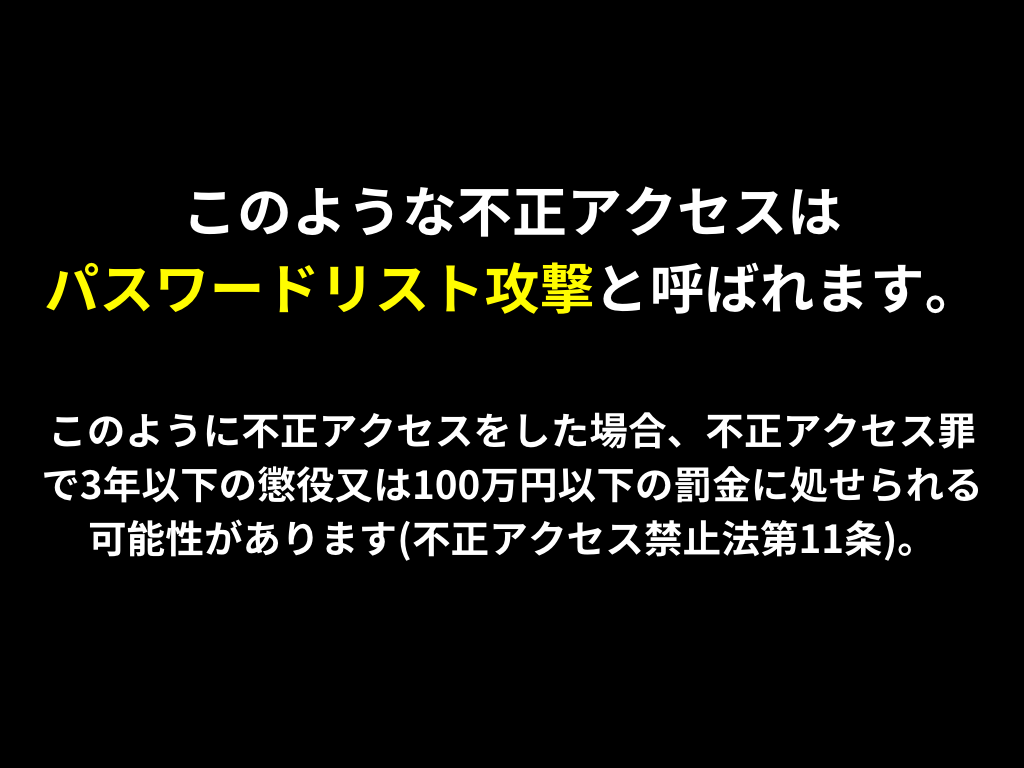 このような不正アクセスは
パスワードリスト攻撃と呼ばれます。
このように不正アクセスをした場合、不正アクセス罪
で3年以下の懲役又は100万円以下の罰金に処せられる
可能性があります(不正アクセス禁止法第11条)。